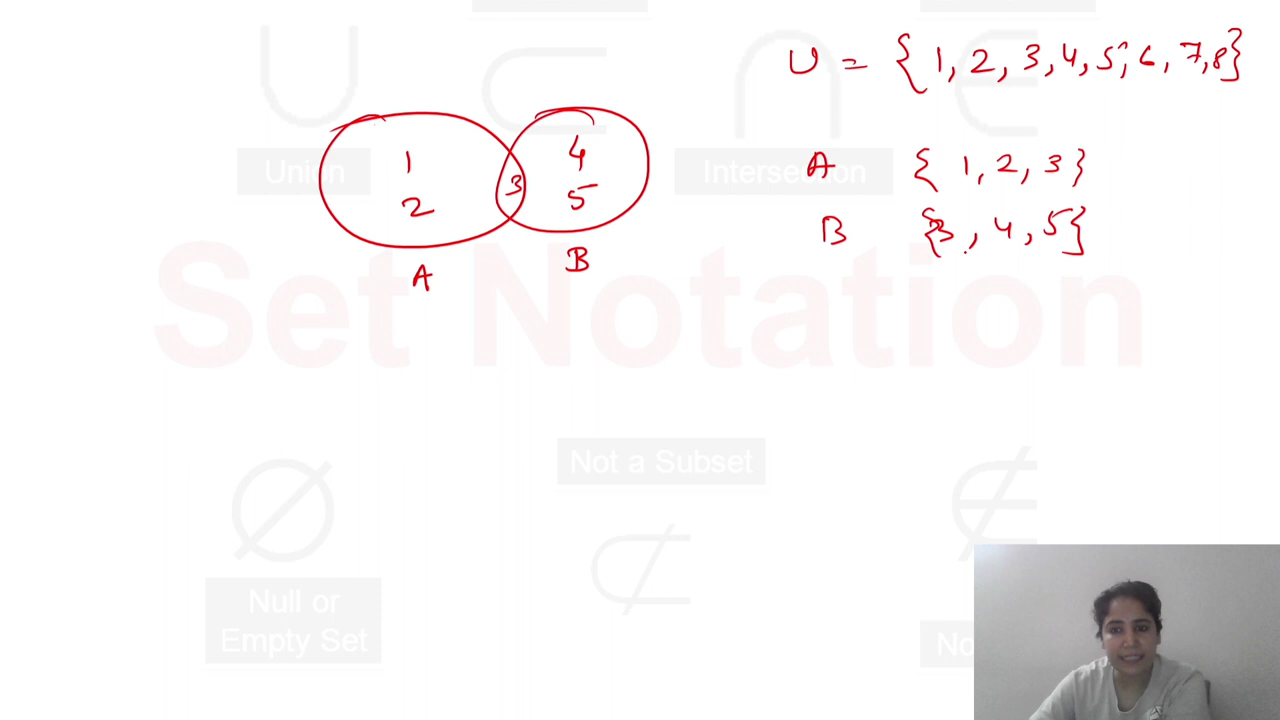 U = {1, 2, 3, 4, 5, 6, 7, 8}
Union
Intersection
1
2
3
4
5
A
B
A {1, 2, 3}
B {3, 4, 5}
Set Notation
Not a Subset
Null or
Empty Set